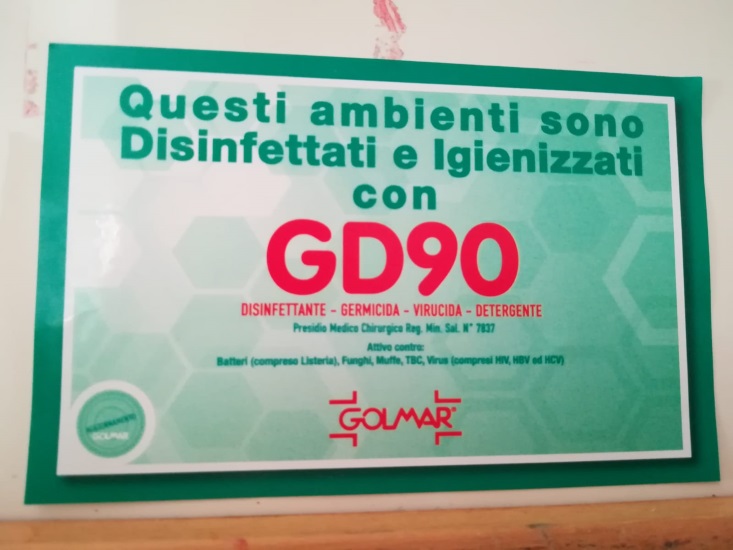 Questi ambienti sono
Disinfettati e Igienizzati
con
GD90
DISINFETTANTE - GERMICIDA - VIRUCIDA - DETERGENTE
Presidio Medico Chirurgico Reg. Min. Sal. N° 7837
Attivo contro:
Batteri (compreso Listeria), Funghi, Muffe, TBC, Virus (compresi HIV, HBV ed HCV)
GOLMAR®
GOLMAR